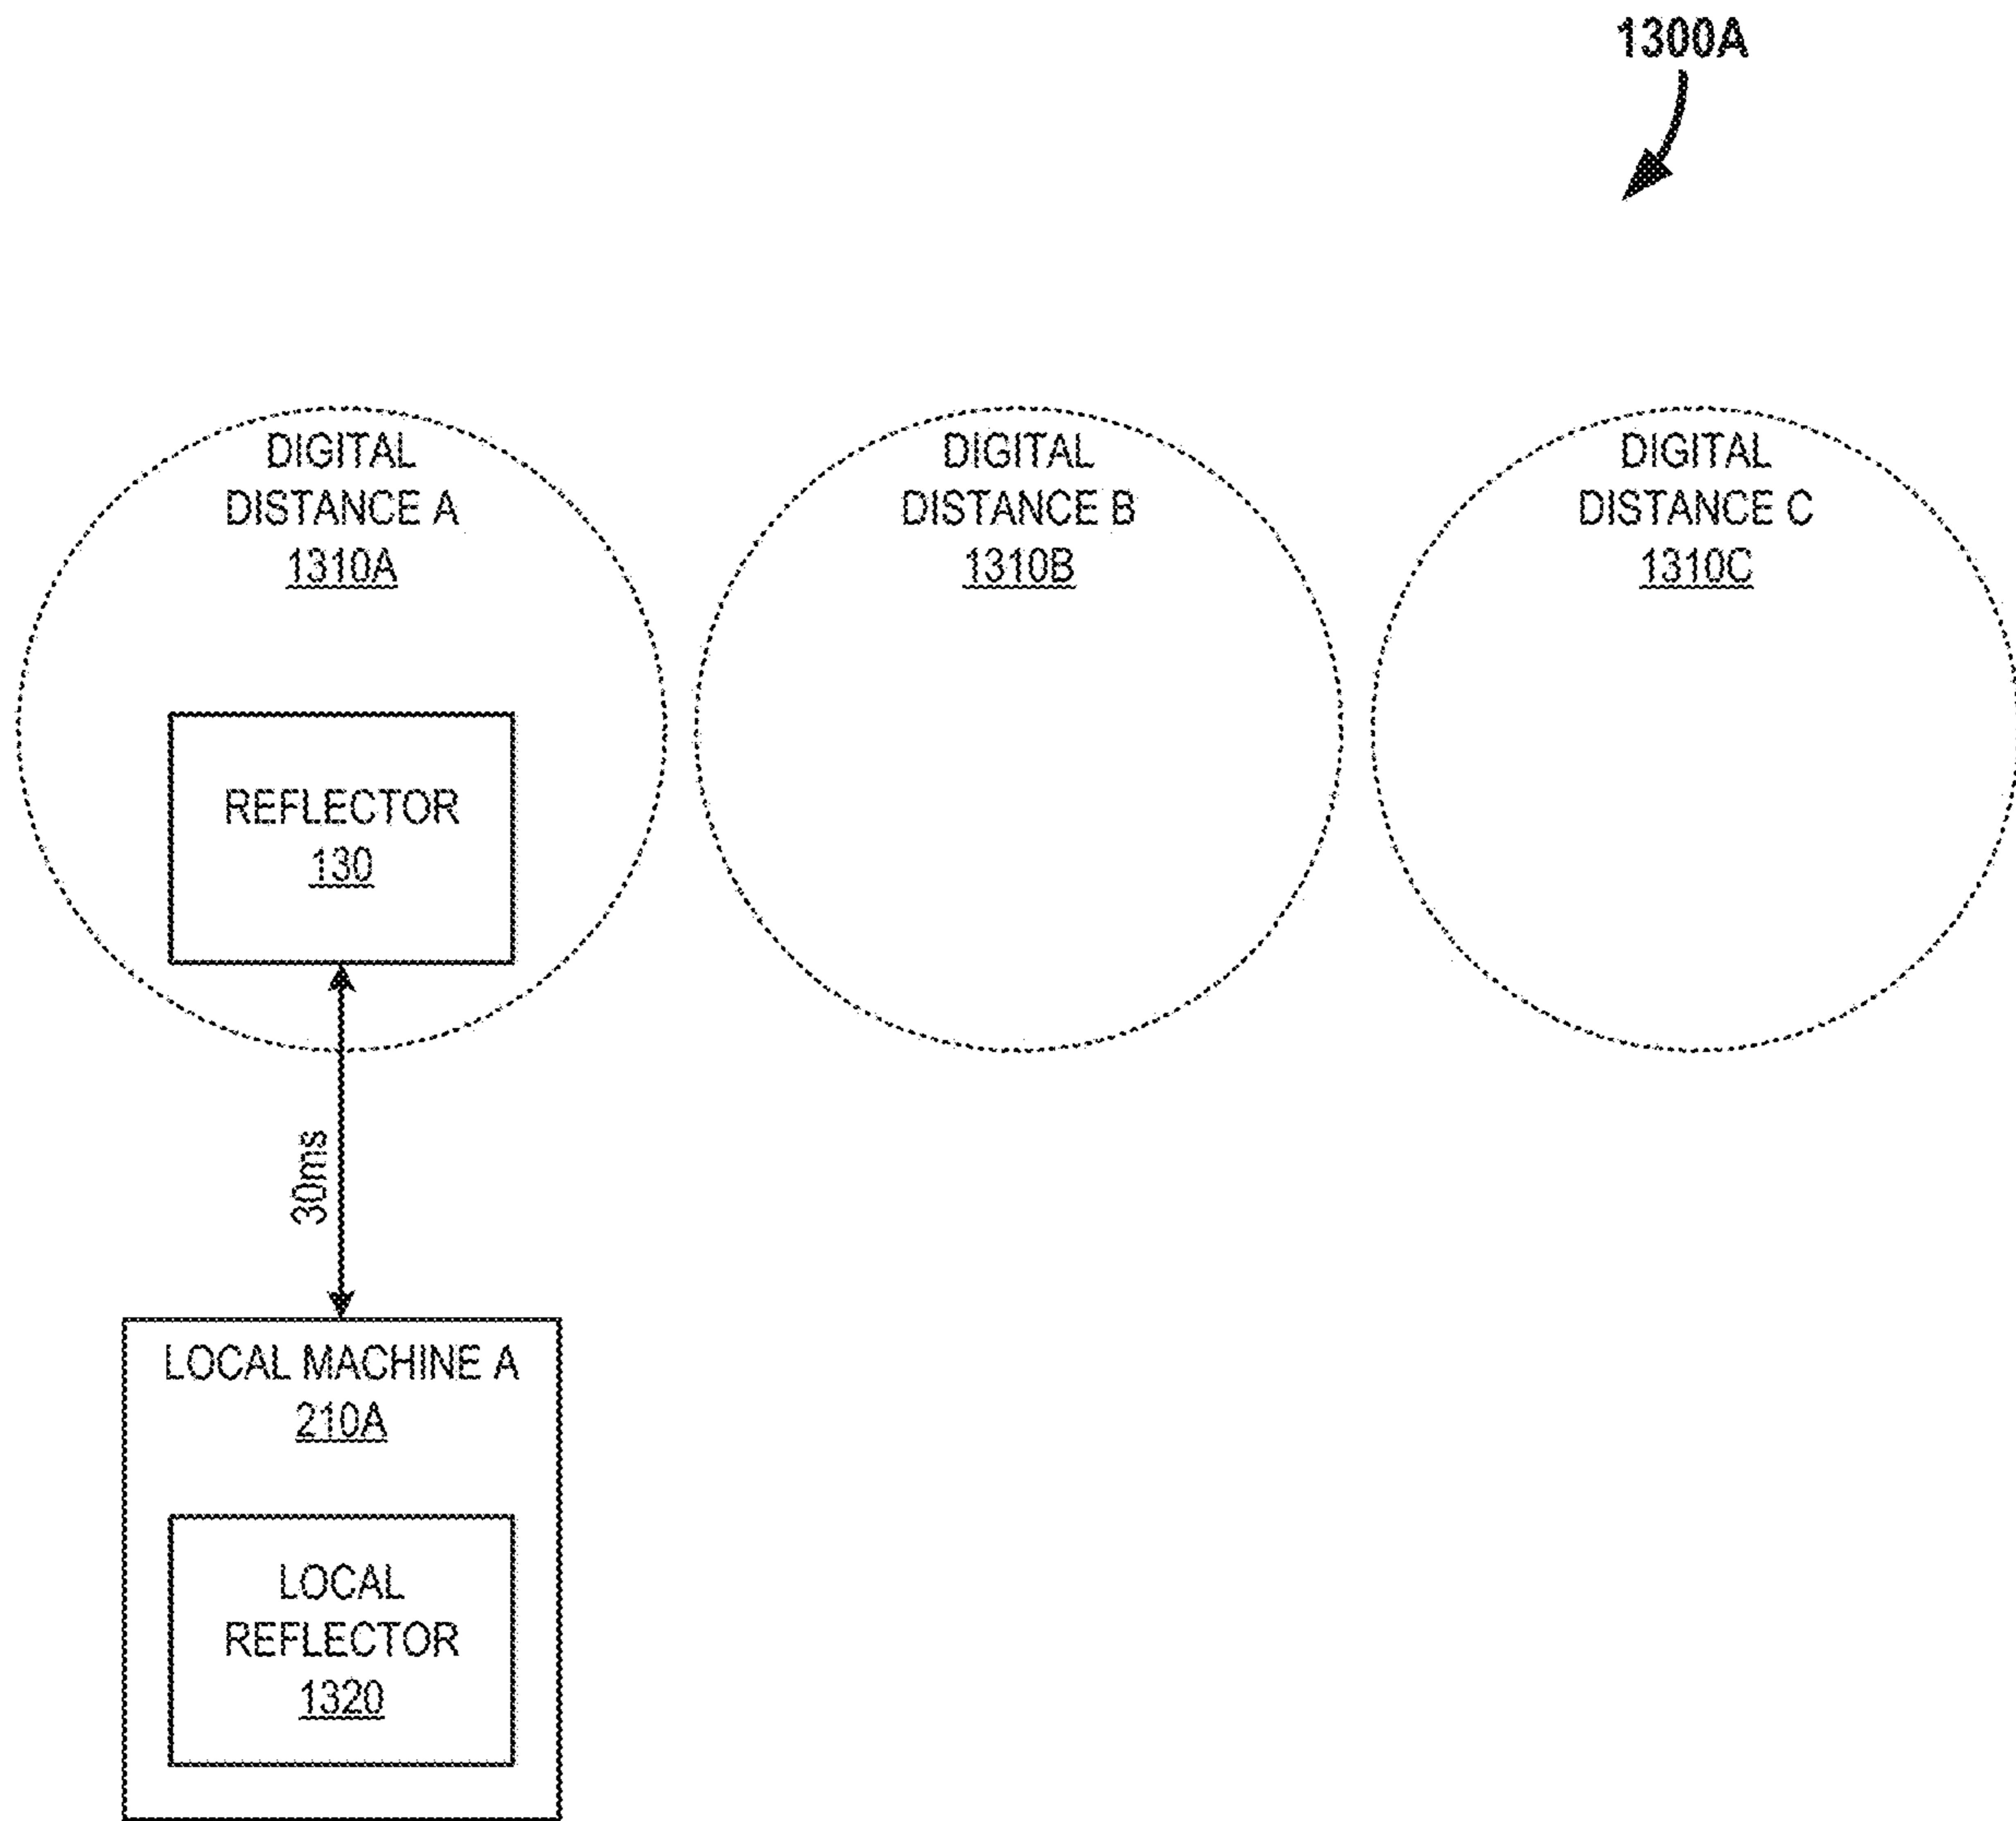 1300A
DIGITAL
DISTANCE A
1310A
DIGITAL
DISTANCE B
1310B
DIGITAL
DISTANCE C
1310C
REFLECTOR
130
30ms
LOCAL MACHINE A
210A
LOCAL
REFLECTOR
1320